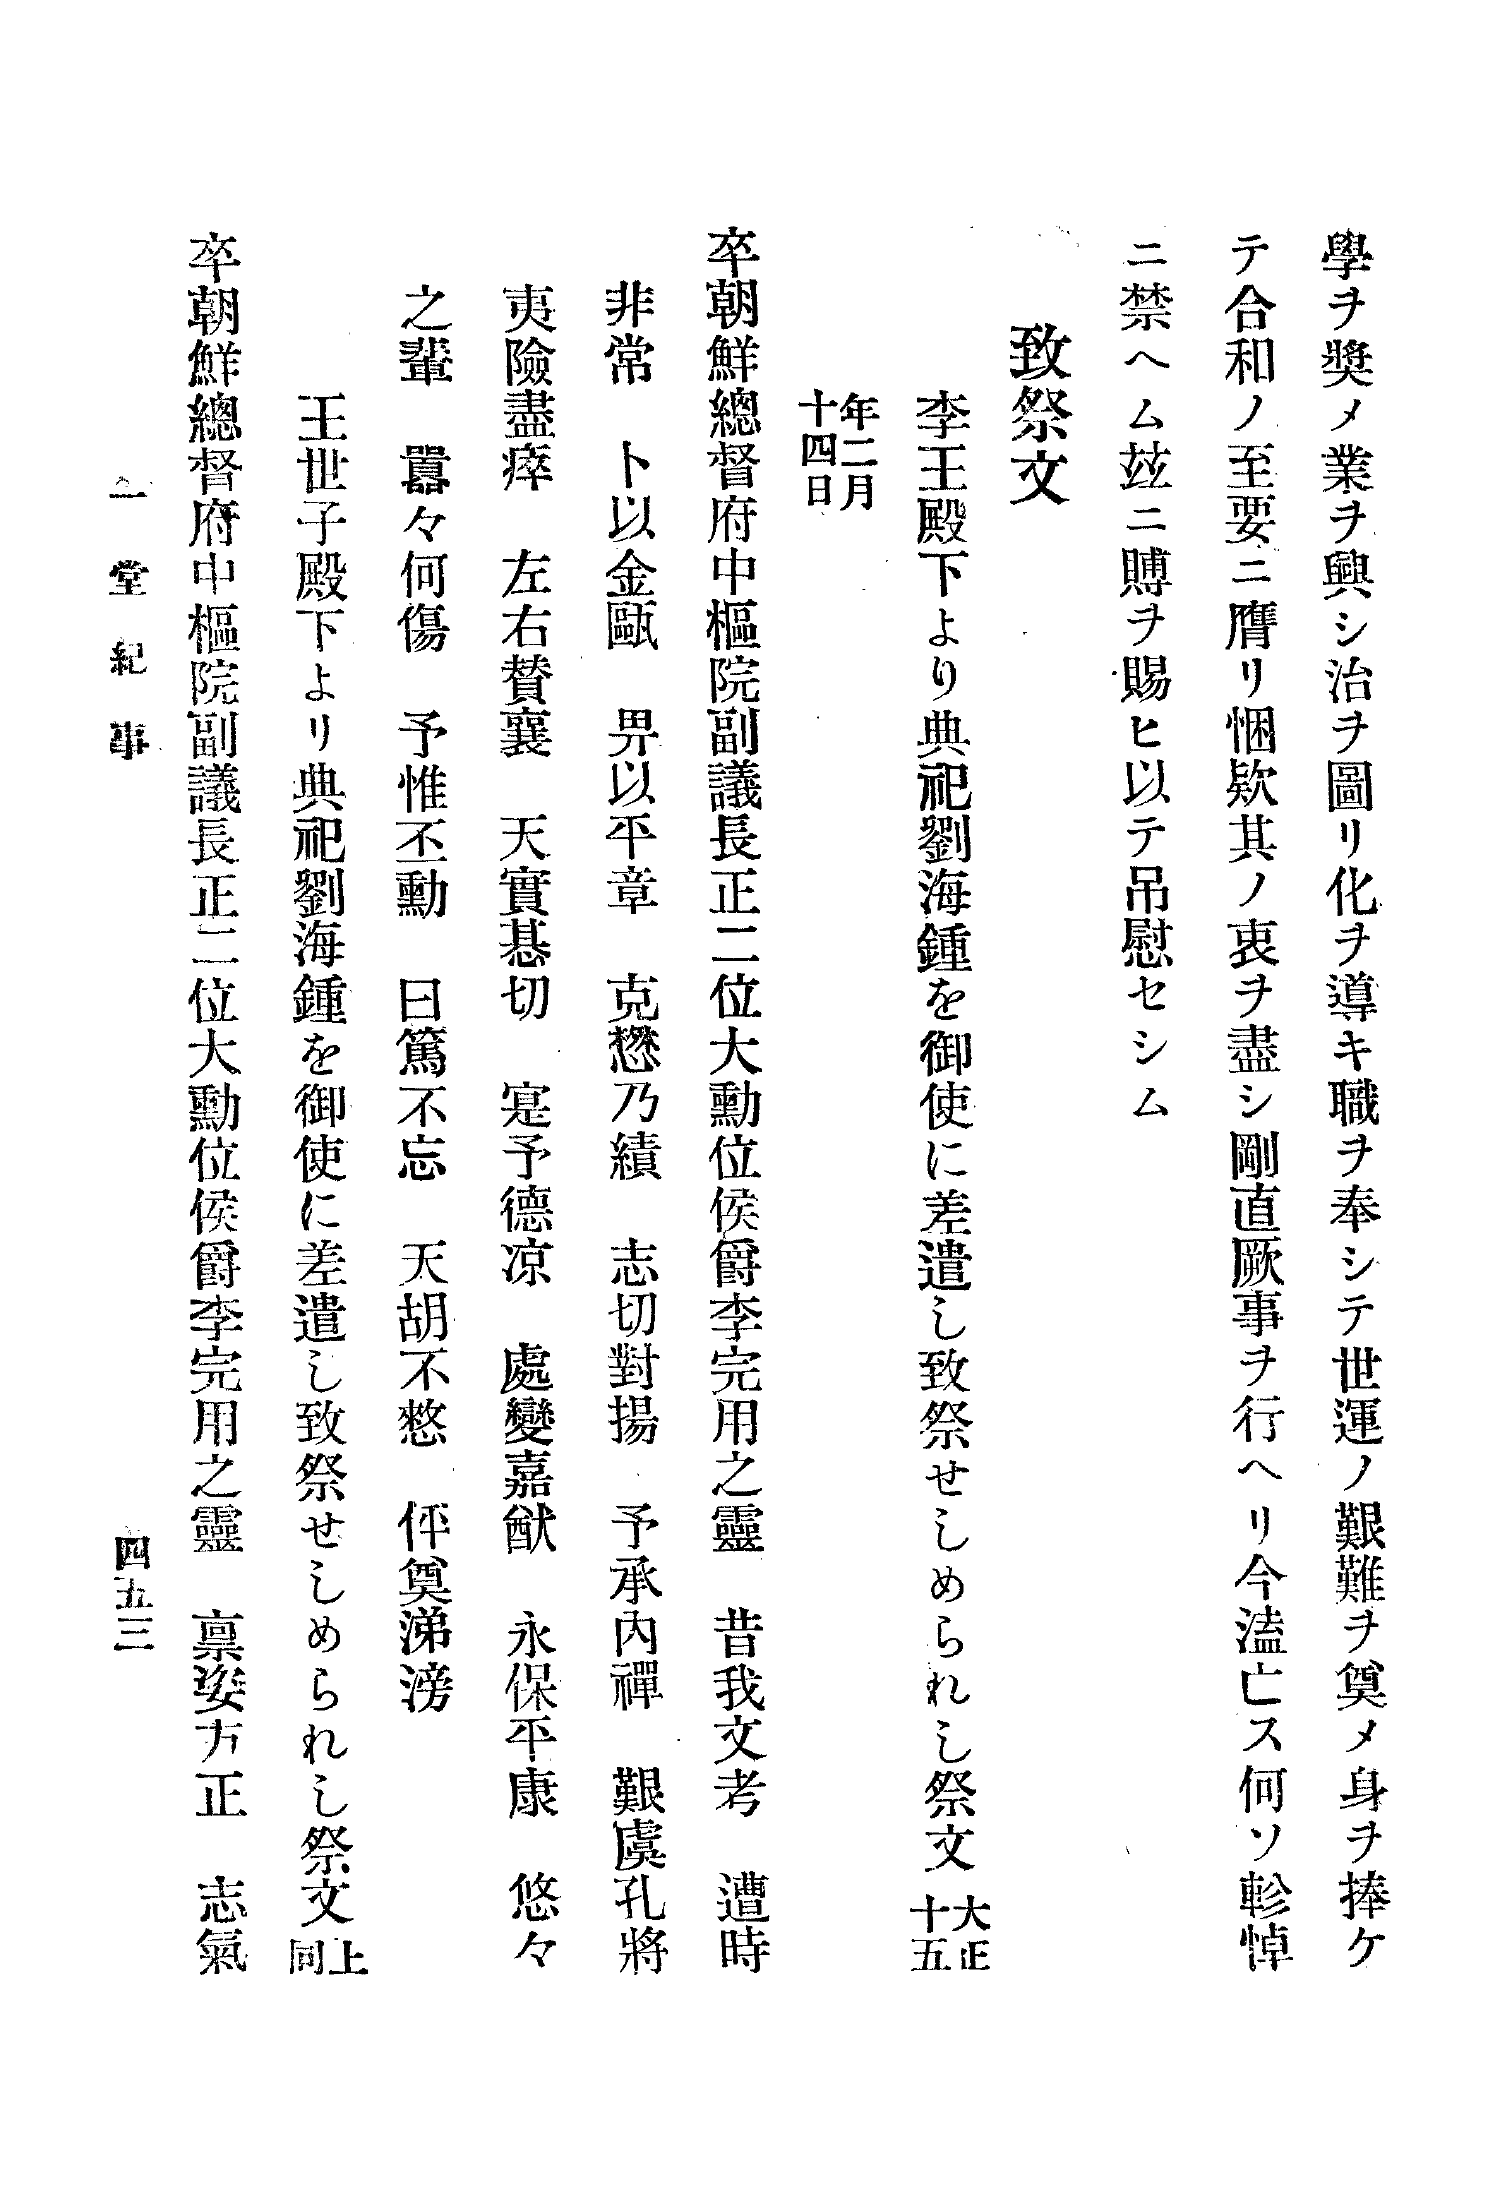 學ヲ奬メ業ヲ興シ治ヲ圖リ化ヲ導キ職ヲ奉シテ世運ノ艱難ヲ奠メ身ヲ捧ケ
テ合和ノ至要ニ膺リ悃欵其ノ衷ヲ盡シ剛直厥事ヲ行ヘリ今溘亡ス何ソ軫悼
ニ禁ヘム玆ニ賻ヲ賜ヒ以テ吊慰セシム
致祭文
李王殿下より典祀劉海鍾を御使に差遣し致祭せしめられし祭文 大正十五
年二月十四日
卒朝鮮總督府中樞院副議長正二位大勳位侯爵李完用之靈 昔我文考 遭時
非常 卜以金甌 畀以平章 克懋乃績 志切對揚 予承內禪 艱虞孔將
夷險盡瘁 左右贊襄 天實惎切 寔予德凉 處變嘉猷 永保平康 悠々
之輩 囂々何傷 予惟丕勳 曰篤不忘 天胡不憗 伻奠涕滂
王世子殿下よリ典祀劉海鍾を御使に差遣し致祭せしめられし祭文 上同
卒朝鮮總督府中樞院副議長正二位大勳位侯爵李完用之靈 禀姿方正 志氣
一堂紀事
四五三